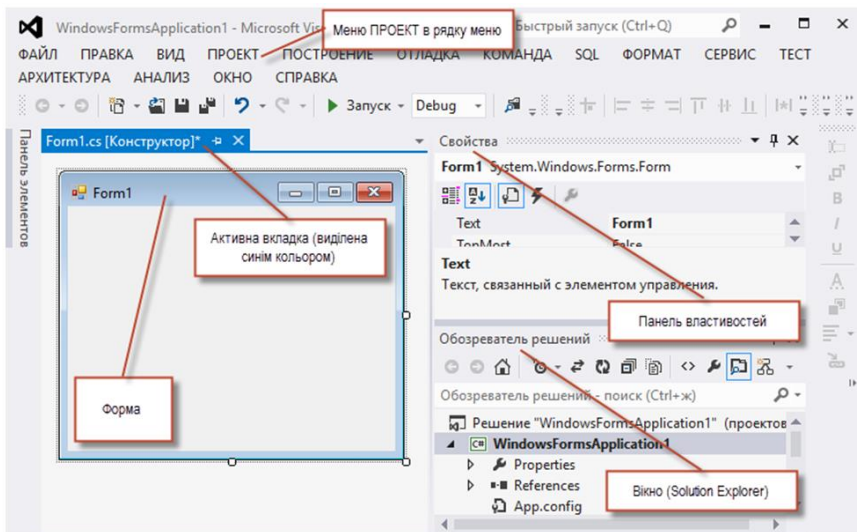 WindowsFormsApplication1 - Microsoft Vis
Меню ПРОЕКТ в рядку меню
Быстрый запуск (Ctrl+Q)
ФАЙЛ ПРАВКА ВИД ПРОЕКТ ПОСТРОЕНИЕ ОТЛАДКА КОМАНДА SQL ФОРМАТ СЕРВИС ТЕСТ
АРХИТЕКТУРА АНАЛИЗ ОКНО СПРАВКА
Запуск Debug
Панель элементов
Form1.cs [Конструктор]*
Form1
Активна вкладка (виділена
синім кольором)
Форма
Свойства
Form1 System.Windows.Forms.Form
Text Form1
TopMost False
Text
Текст, связанный с элементом управления.
Панель властивостей
Обозреватель решений
Обозреватель решений - поиск (Ctrl+ж)
Решение "WindowsFormsApplication1" (проектов
WindowsFormsApplication1
Properties
References
App.config
Вікно (Solution Explorer)